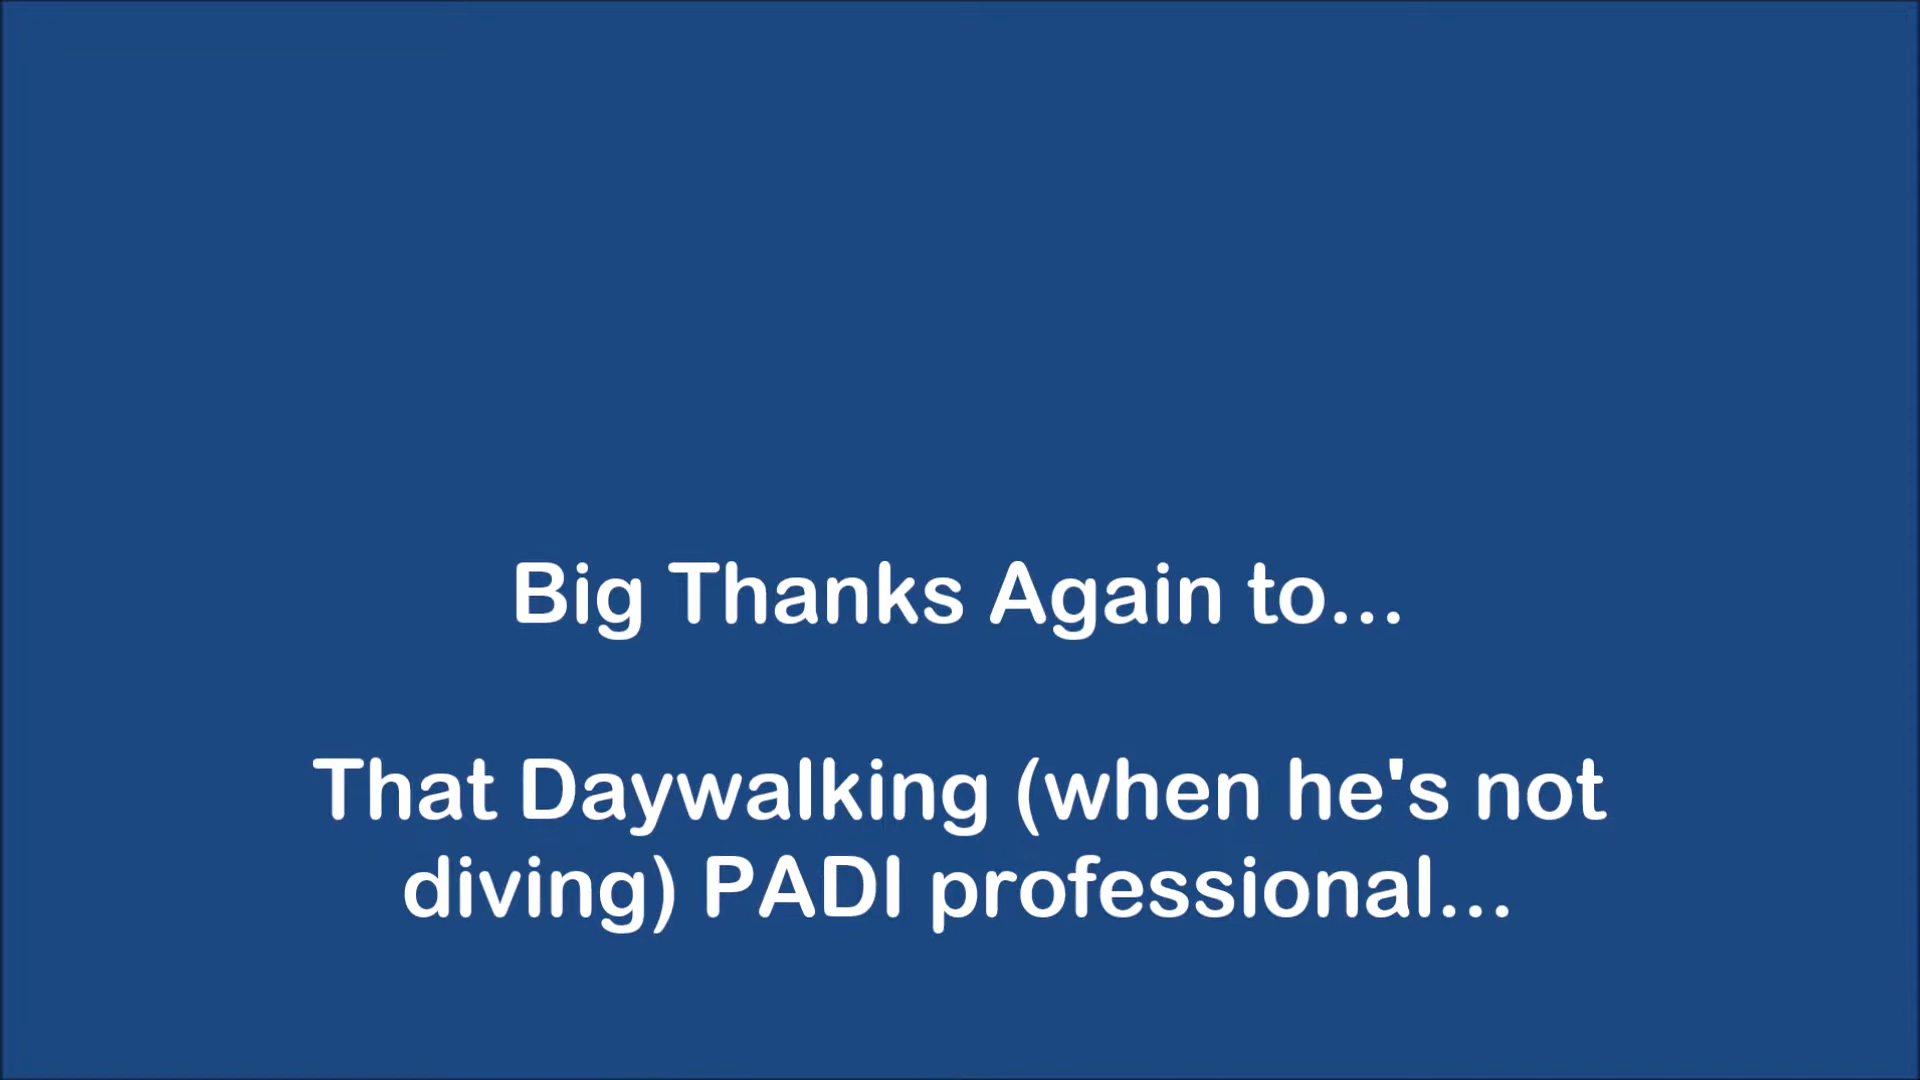 Big Thanks Again to...
That Daywalking (when he's not
diving) PADI professional...